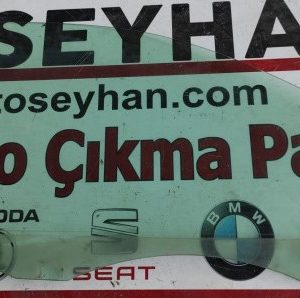 SEYHA
toseyhan.com
o Çıkma Pa
ODA
BMW
SEAT